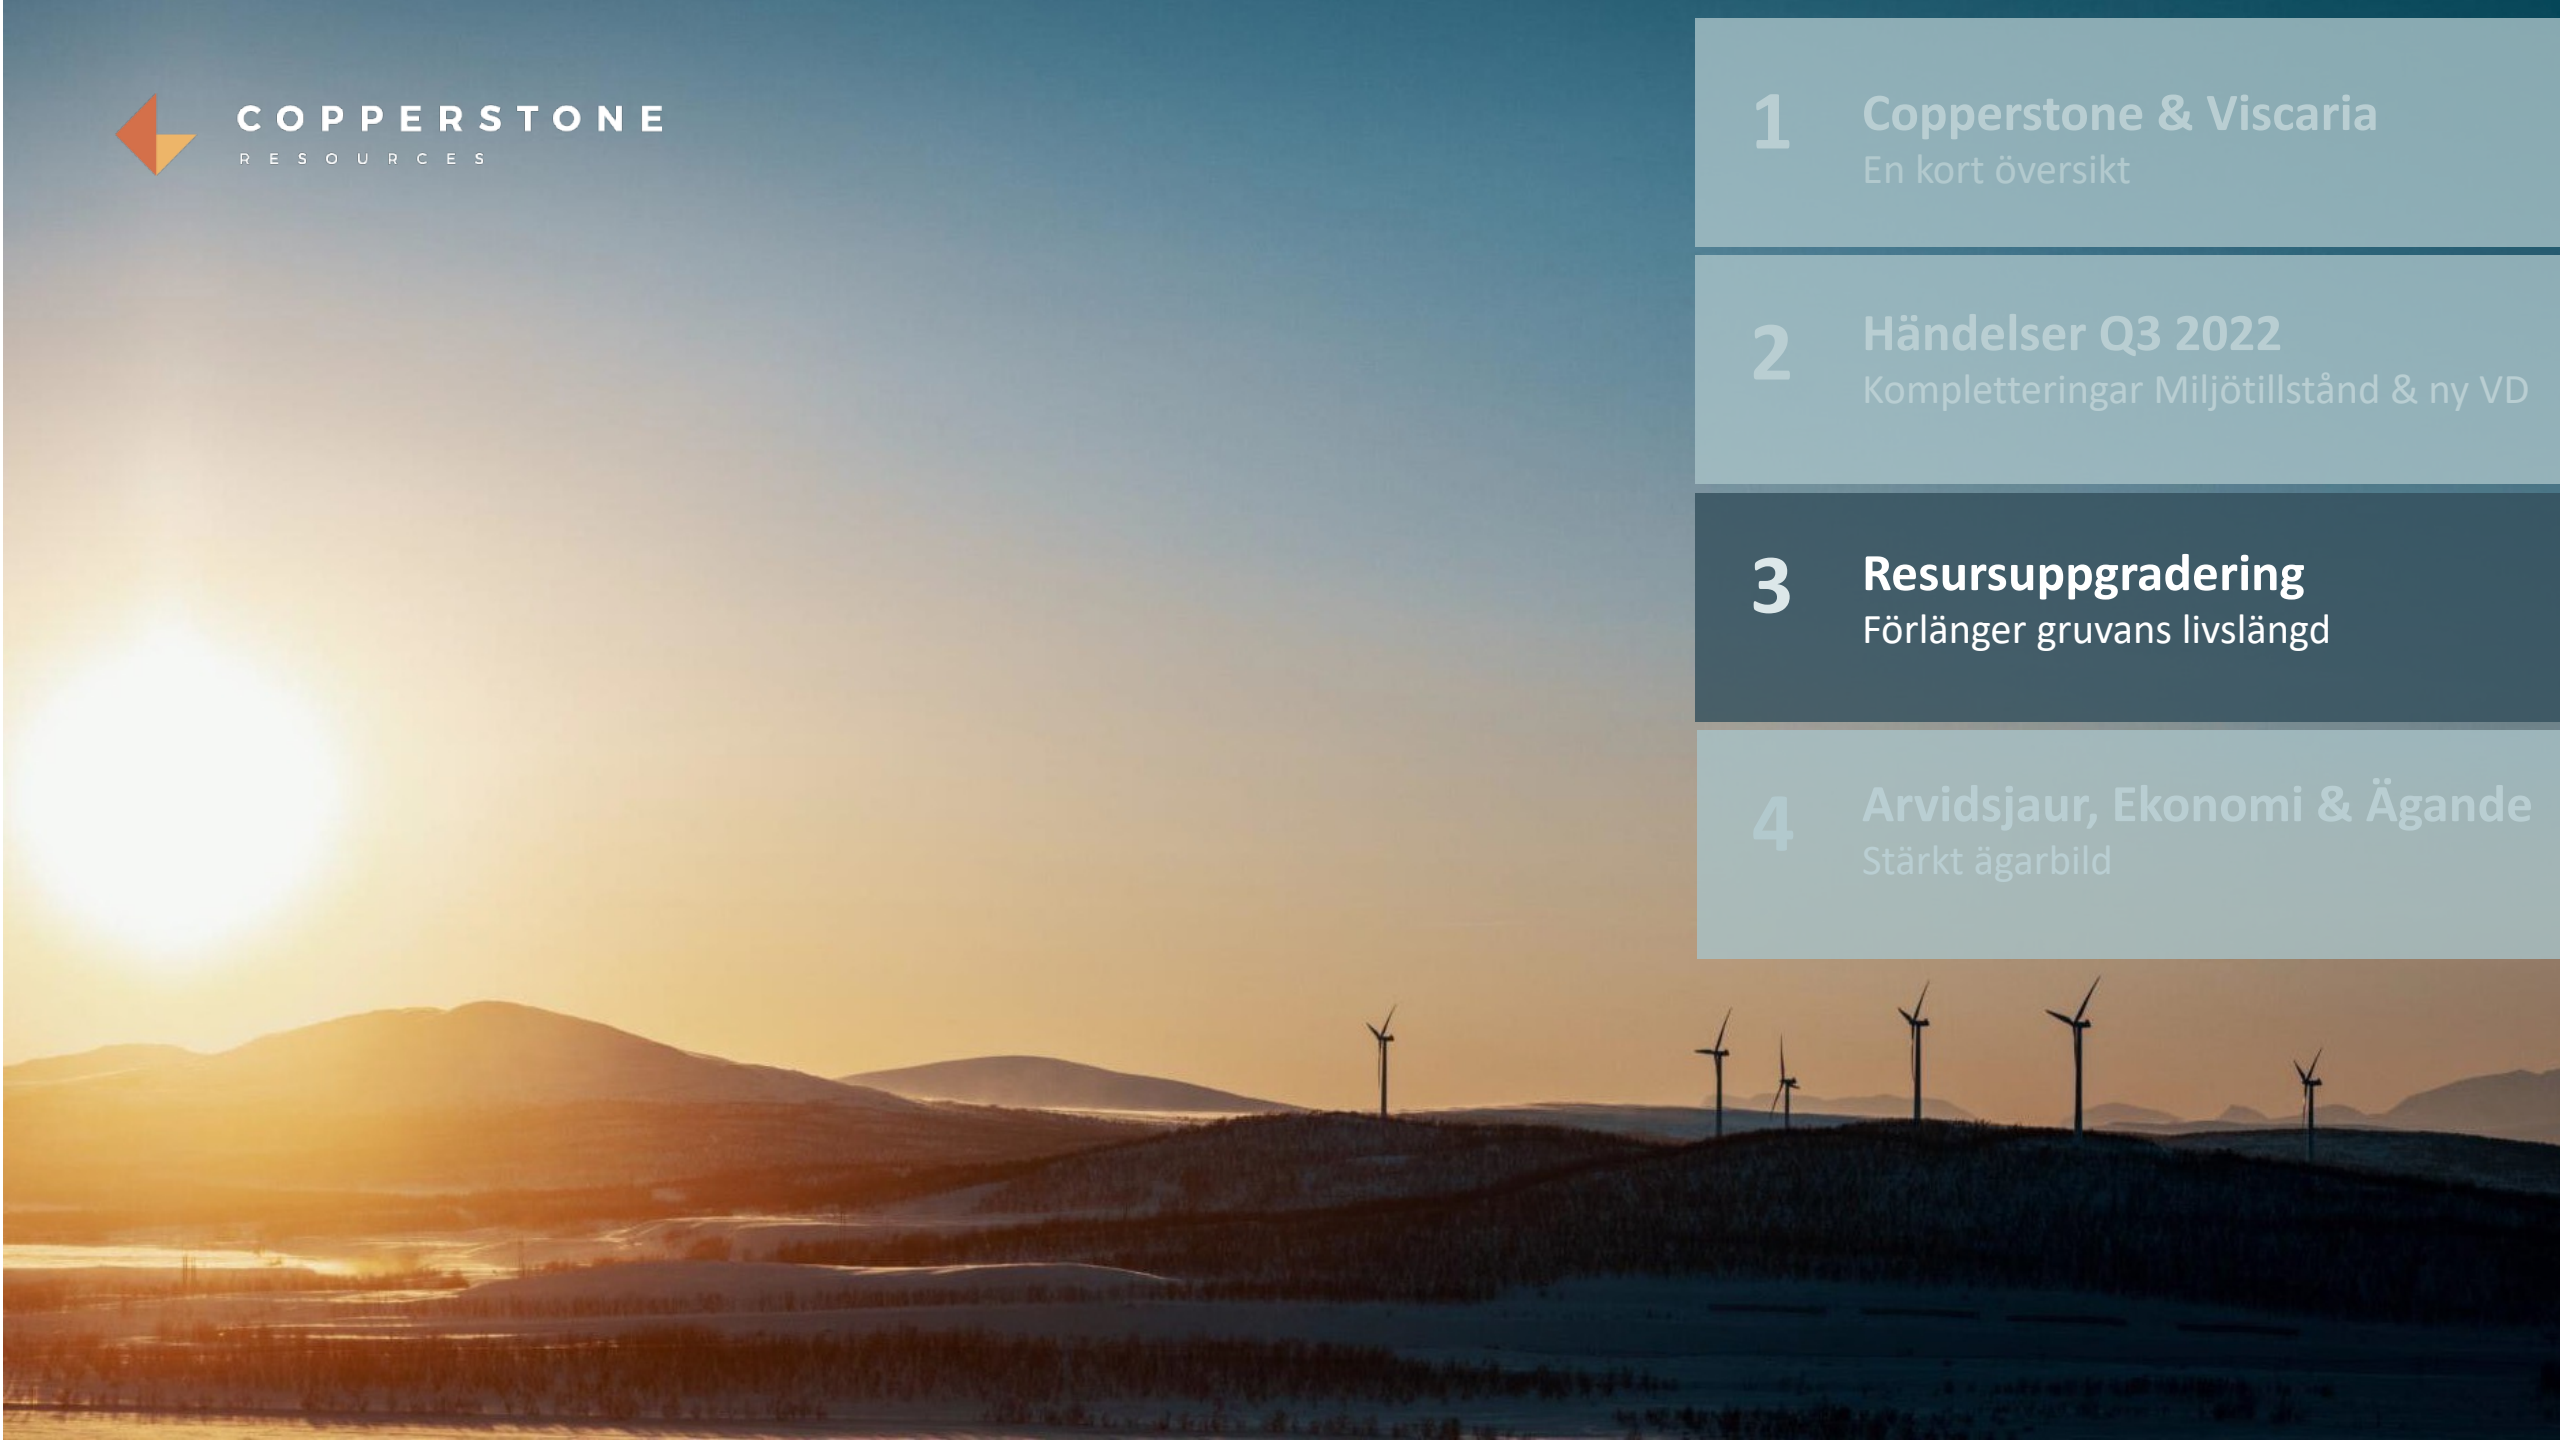 COPPERSTONE
RESOURCES
1
Copperstone & Viscaria
En kort översikt
2
Händelser Q3 2022
Kompletteringar Miljötillstånd & ny VD
3
Resursuppgradering
Förlänger gruvans livslängd
4
Arvidsjaur, Ekonomi & Ägande
Stärkt ägarbild